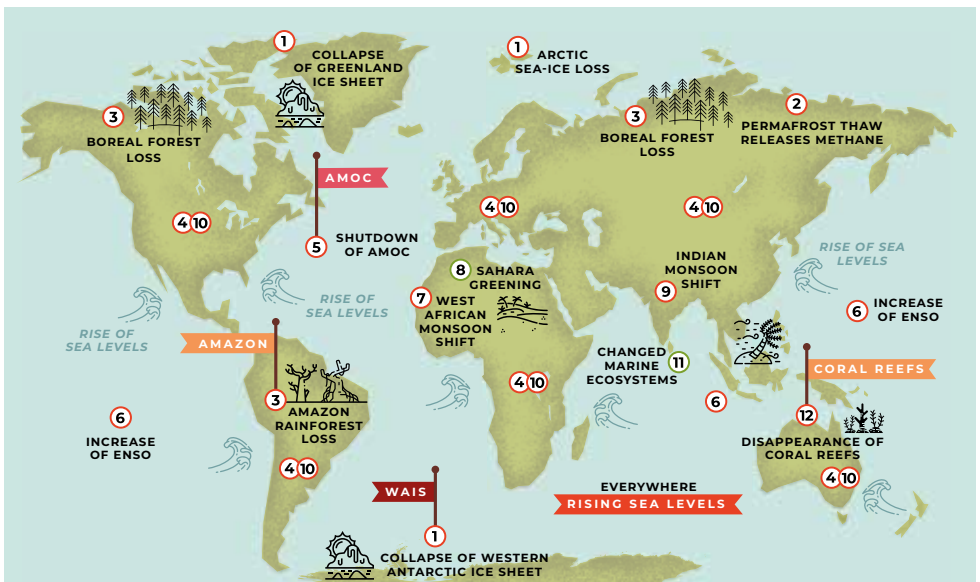 1
COLLAPSE
OF GREENLAND
ICE SHEET
1
ARCTIC
SEA-ICE LOSS
3
BOREAL FOREST
LOSS
3
BOREAL FOREST
LOSS
2
PERMAFROST THAW
RELEASES METHANE
AMOC
5
SHUTDOWN
OF AMOC
4 10
4 10
4 10
8
SAHARA
GREENING
7
WEST
AFRICAN
MONSOON
SHIFT
INDIAN
MONSOON
SHIFT
9
RISE OF SEA
LEVELS
6
INCREASE
OF ENSO
RISE OF
SEA LEVELS
RISE OF
SEA LEVELS
AMAZON
3
AMAZON
RAINFOREST
LOSS
CHANGED
MARINE
ECOSYSTEMS
11
CORAL REEFS
12
DISAPPEARANCE OF
CORAL REEFS
4 10
6
6
INCREASE
OF ENSO
4 10
4 10
WAIS
1
COLLAPSE OF WESTERN
ANTARCTIC ICE SHEET
EVERYWHERE
RISING SEA LEVELS